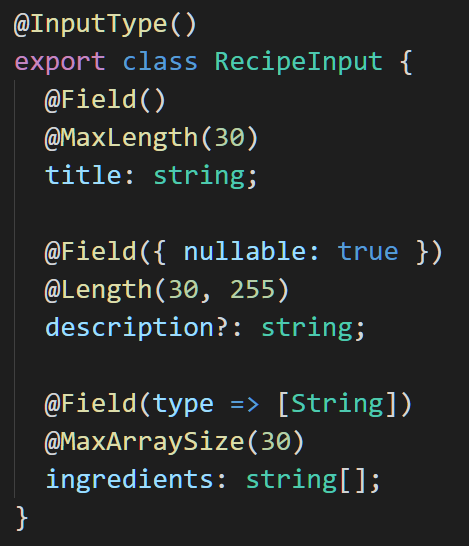 @InputType()
export class RecipeInput {
  @Field()
  @MaxLength(30)
  title: string;

  @Field({ nullable: true })
  @Length(30, 255)
  description?: string;

  @Field(type => [String])
  @MaxArraySize(30)
  ingredients: string[];
}